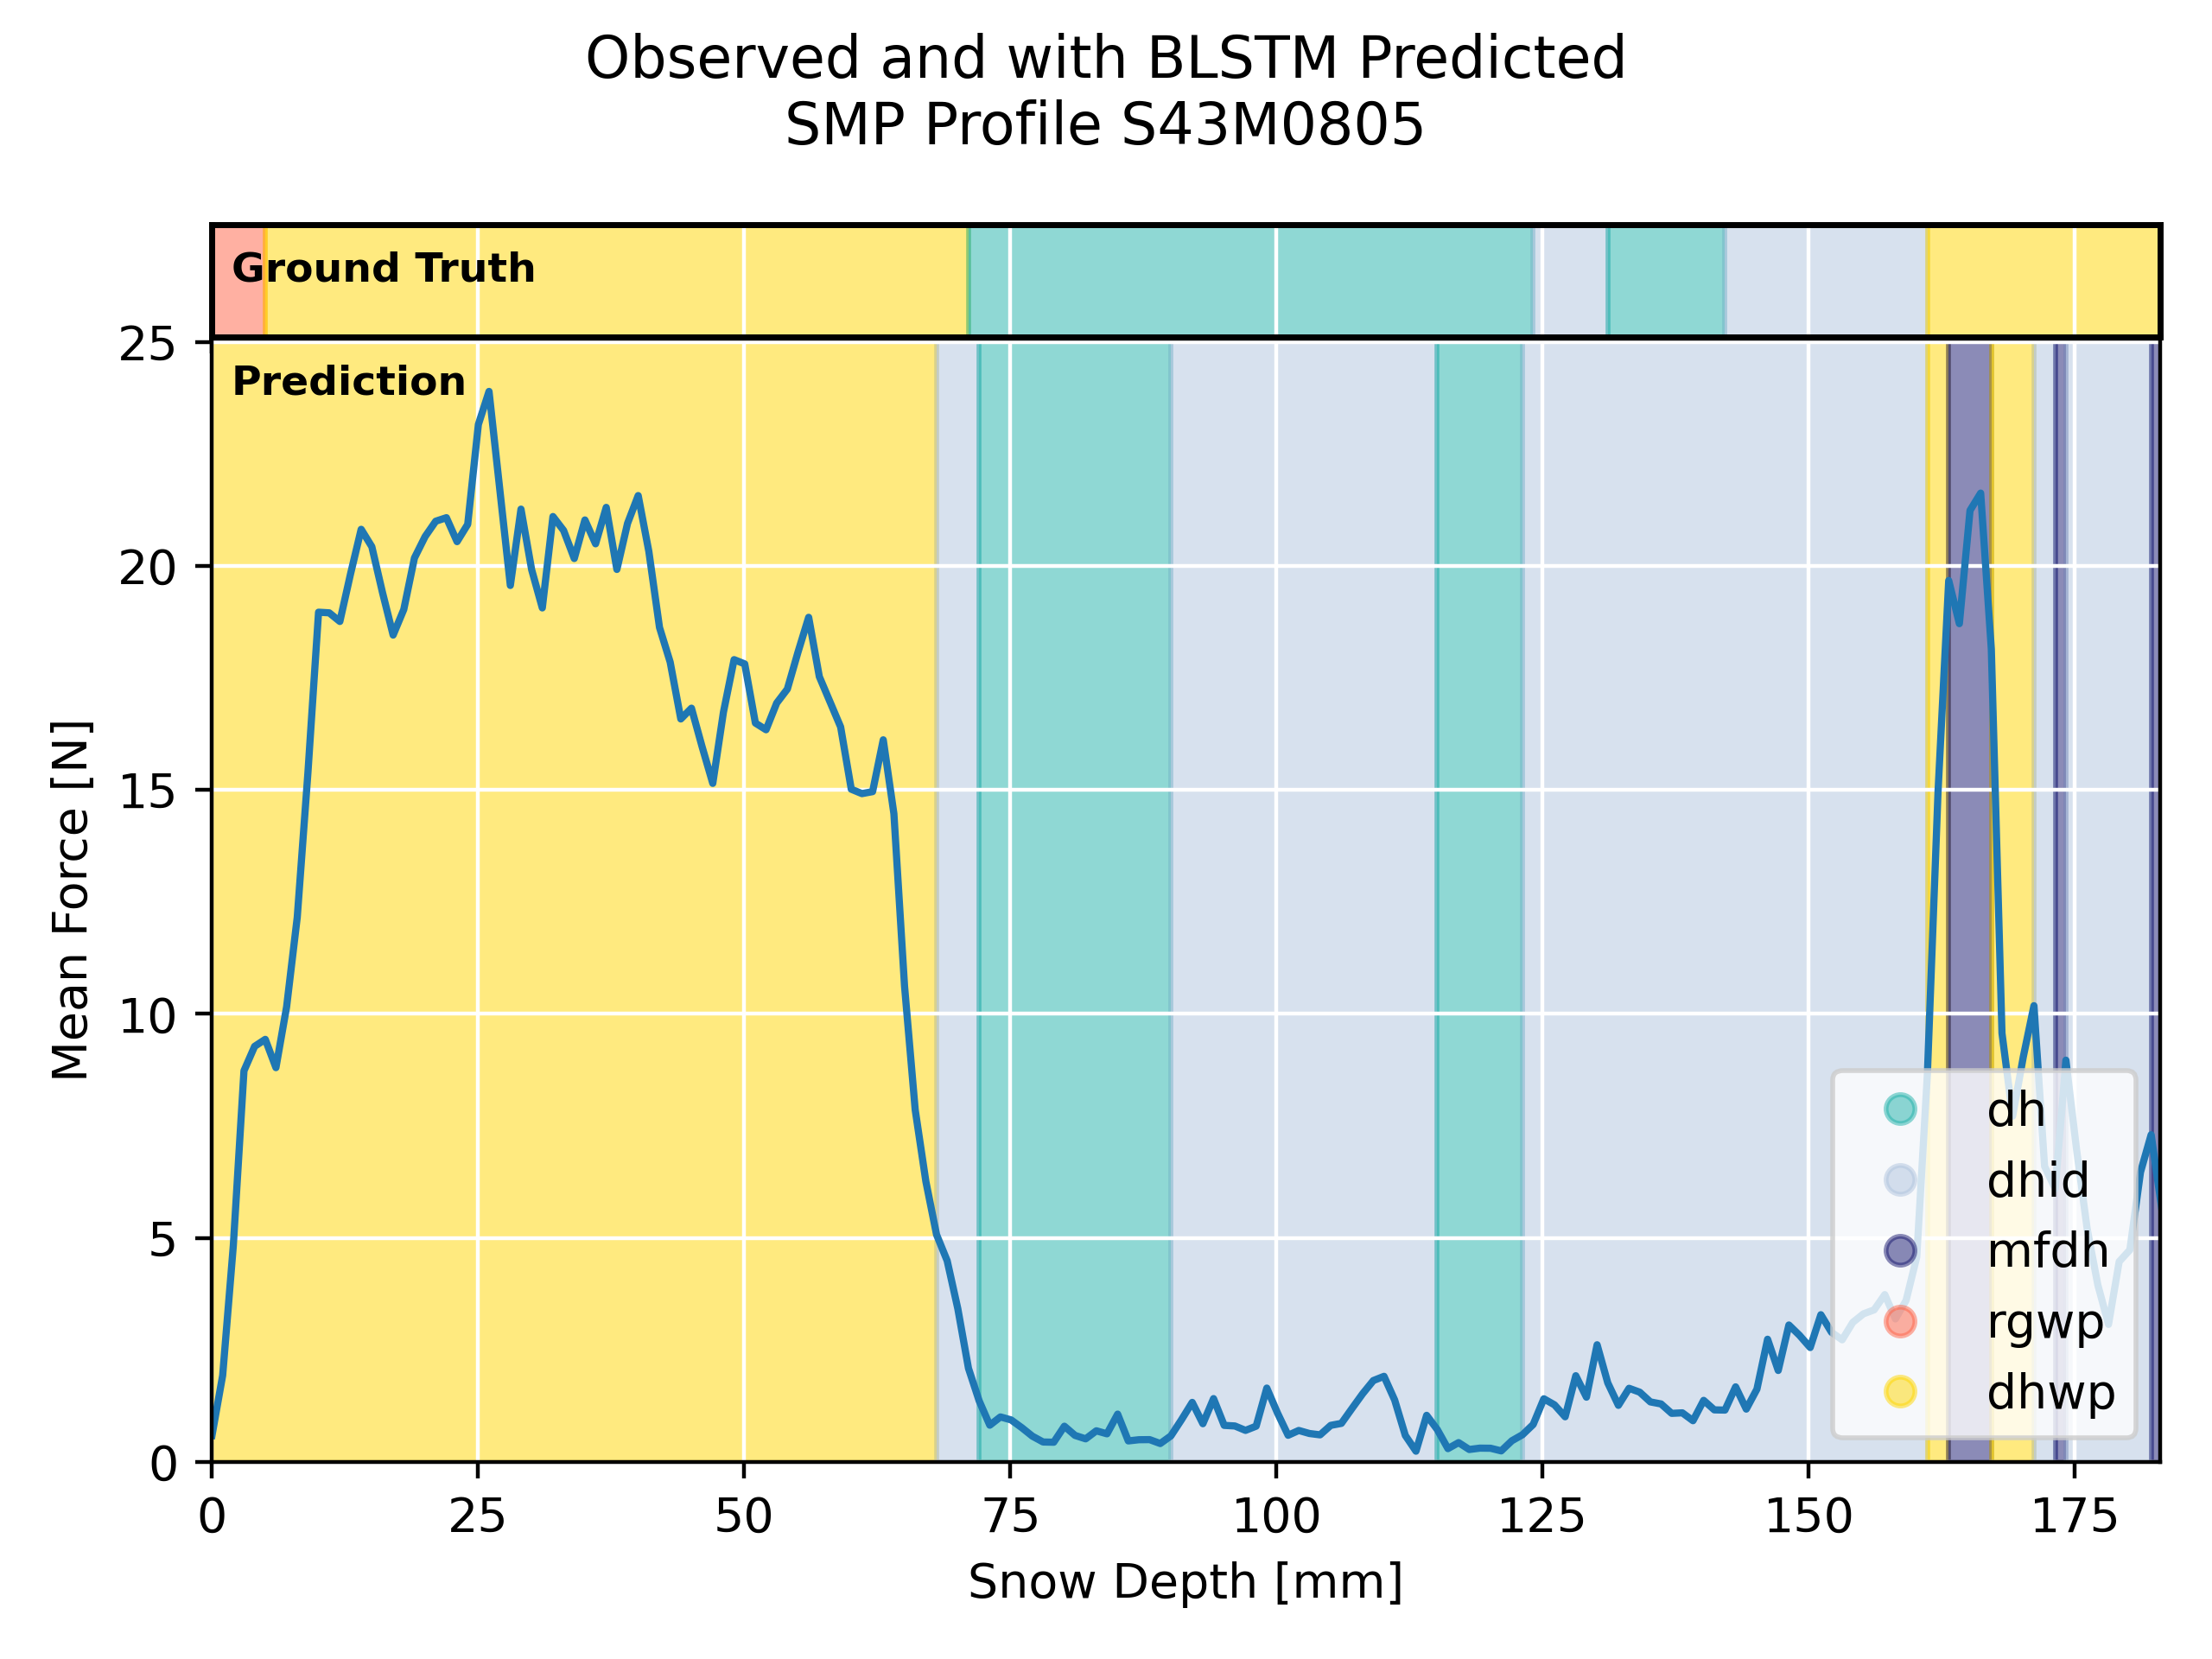 Observed and with BLSTM Predicted
SMP Profile S43M0805
Ground Truth
25
Prediction
20
15
10
5
0
Mean Force [N]
dh
dhid
mfdh
rgwp
dhwp
0 25 50 75 100 125 150 175
Snow Depth [mm]